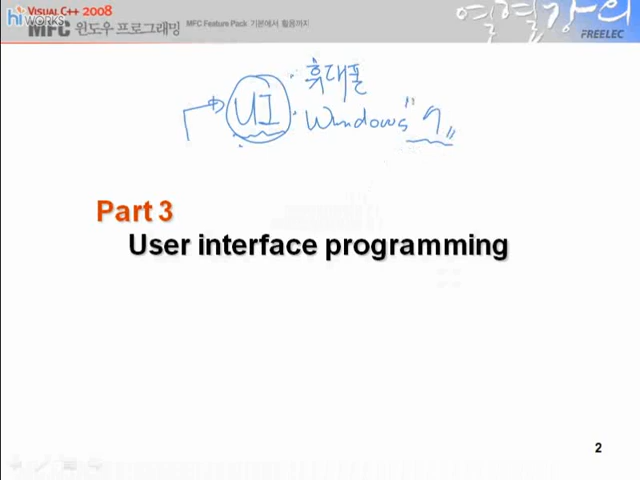 VISUAL C++ 2008
hi WORKS
MFC 윈도우 프로그래밍 MFC Feature Pack 기본에서 활용까지
열혈강의
FREELEC
UI
· 휴대폰
· Windows "7"
Part 3
User interface programming
2